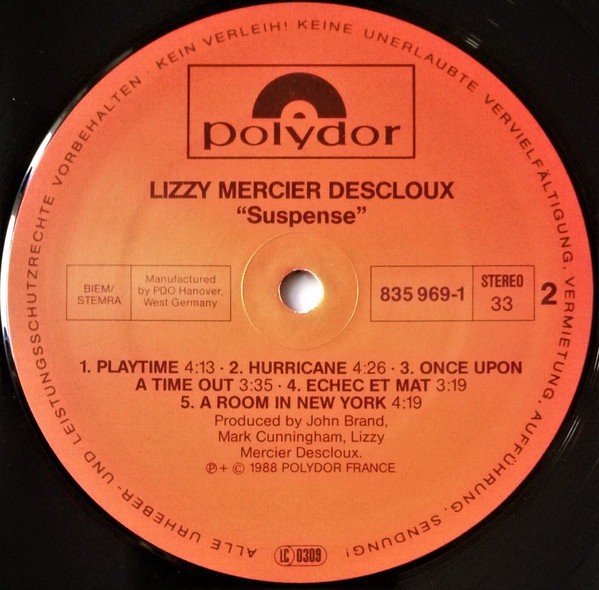 ALLE URHEBER- UND LEISTUNGSSCHUTZRECHTE VORBEHALTEN · KEIN VERLEIH! KEINE UNERLAUBTE VERVIELFÄLTIGUNG, VERMIETUNG, AUFFÜHRUNG, SENDUNG!
polydor
LIZZY MERCIER DESCLOUX
“Suspense”
BIEM/
STEMRA
Manufactured
by PDO Hanover,
West Germany
835 969-1
STEREO
33
2
1. PLAYTIME 4:13 · 2. HURRICANE 4:26 · 3. ONCE UPON
A TIME OUT 3:35 · 4. ECHEC ET MAT 3:19
5. A ROOM IN NEW YORK 4:19
Produced by John Brand,
Mark Cunningham, Lizzy
Mercier Descloux.
℗ + © 1988 POLYDOR FRANCE
LC 0309